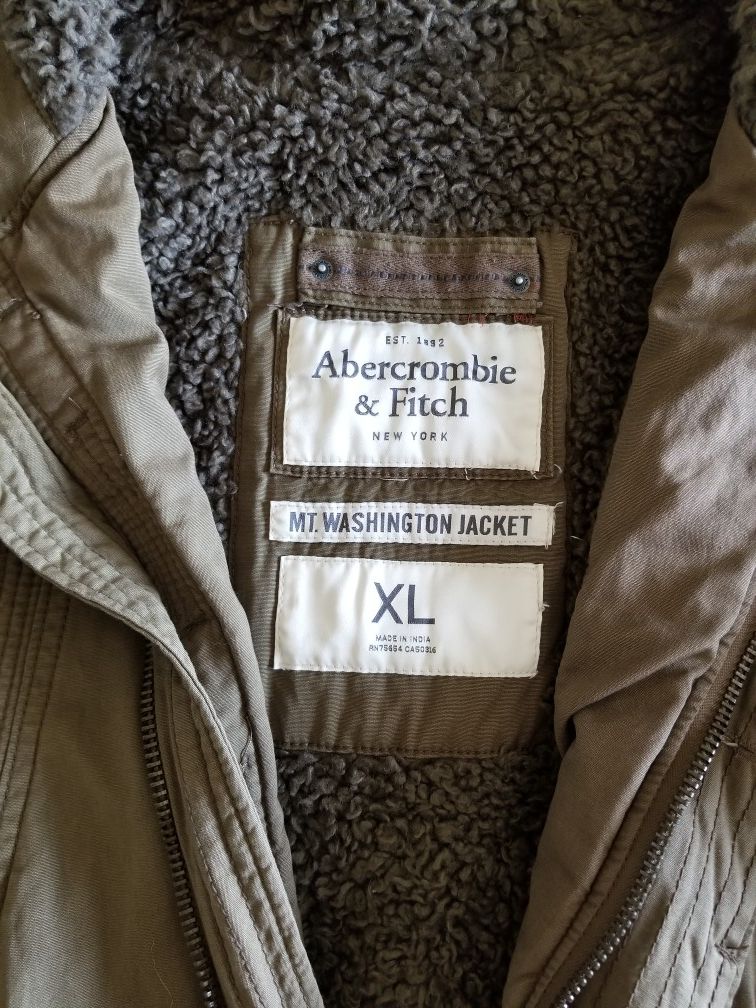 EST. 1892
Abercrombie
& Fitch
NEW YORK
MT. WASHINGTON JACKET
XL
MADE IN INDIA
RN75654 CA50316